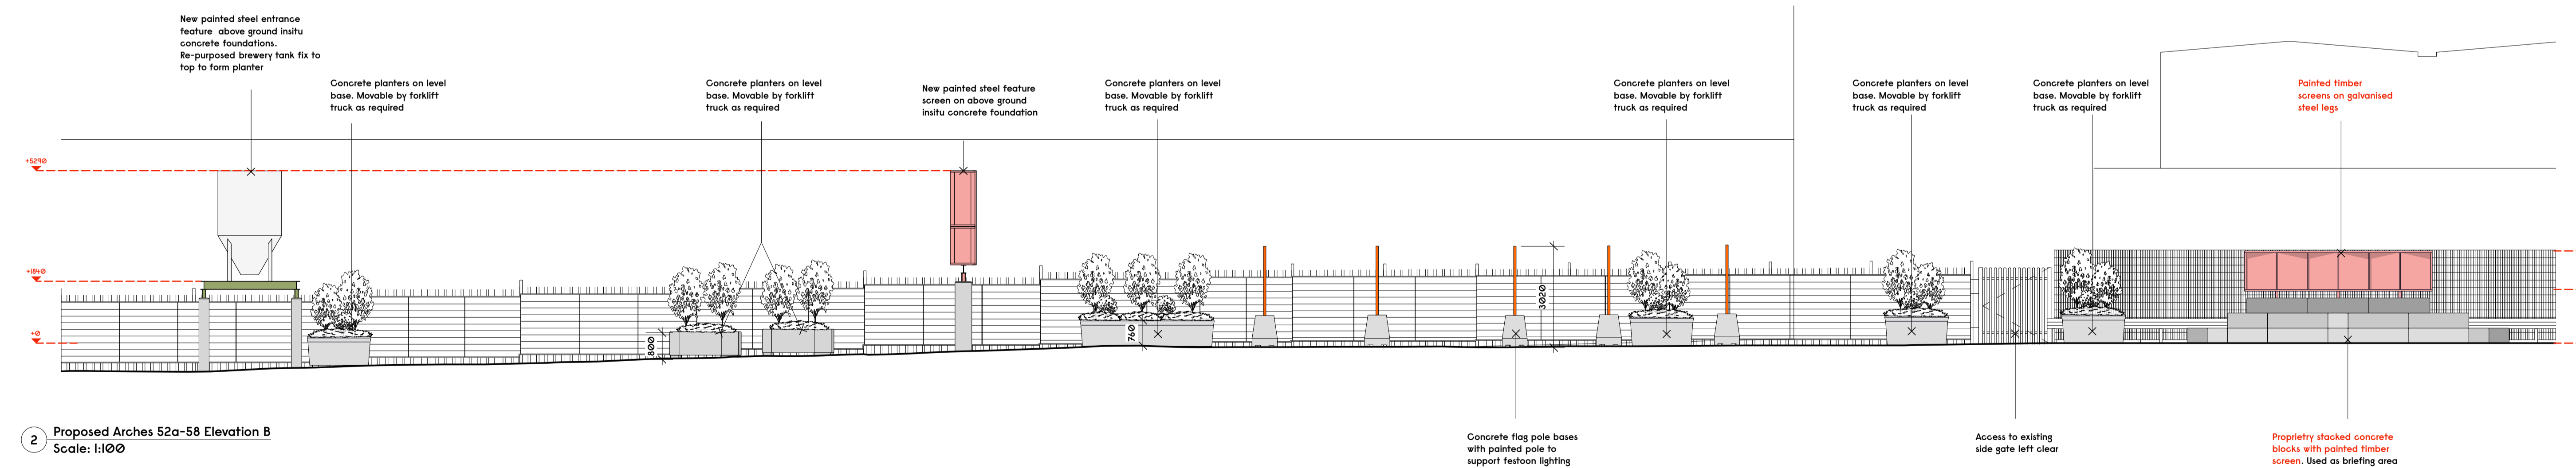 New painted steel entrance
feature above ground insitu
concrete foundations.
Re-purposed brewery tank fix to
top to form planter
Concrete planters on level
base. Movable by forklift
truck as required
Concrete planters on level
base. Movable by forklift
truck as required
New painted steel feature
screen on above ground
insitu concrete foundation
Concrete planters on level
base. Movable by forklift
truck as required
Concrete planters on level
base. Movable by forklift
truck as required
Concrete planters on level
base. Movable by forklift
truck as required
Concrete planters on level
base. Movable by forklift
truck as required
Painted timber
screens on galvanised
steel legs
+5290
+1840
+0
800
760
3020
2
Proposed Arches 52a-58 Elevation B
Scale: 1:100
Concrete flag pole bases
with painted pole to
support festoon lighting
Access to existing
side gate left clear
Proprietry stacked concrete
blocks with painted timber
screen. Used as briefing area